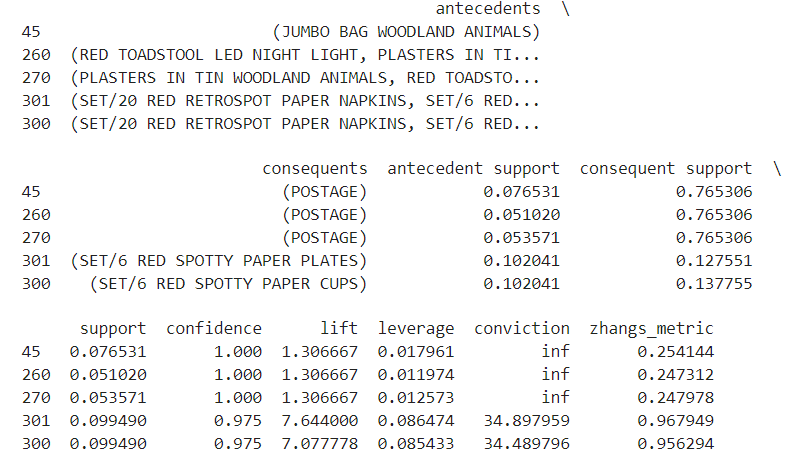 antecedents \
45 (JUMBO BAG WOODLAND ANIMALS)
260 (RED TOADSTOOL LED NIGHT LIGHT, PLASTERS IN TI...
270 (PLASTERS IN TIN WOODLAND ANIMALS, RED TOADSTO...
301 (SET/20 RED RETROSPOT PAPER NAPKINS, SET/6 RED...
300 (SET/20 RED RETROSPOT PAPER NAPKINS, SET/6 RED...
consequents antecedent support consequent support \
45 (POSTAGE) 0.076531 0.765306
260 (POSTAGE) 0.051020 0.765306
270 (POSTAGE) 0.053571 0.765306
301 (SET/6 RED SPOTTY PAPER PLATES) 0.102041 0.127551
300 (SET/6 RED SPOTTY PAPER CUPS) 0.102041 0.137755
support confidence lift leverage conviction zhangs_metric
45 0.076531 1.000 1.306667 0.017961 inf 0.254144
260 0.051020 1.000 1.306667 0.011974 inf 0.247312
270 0.053571 1.000 1.306667 0.012573 inf 0.247978
301 0.099490 0.975 7.644000 0.086474 34.897959 0.967949
300 0.099490 0.975 7.077778 0.085433 34.489796 0.956294